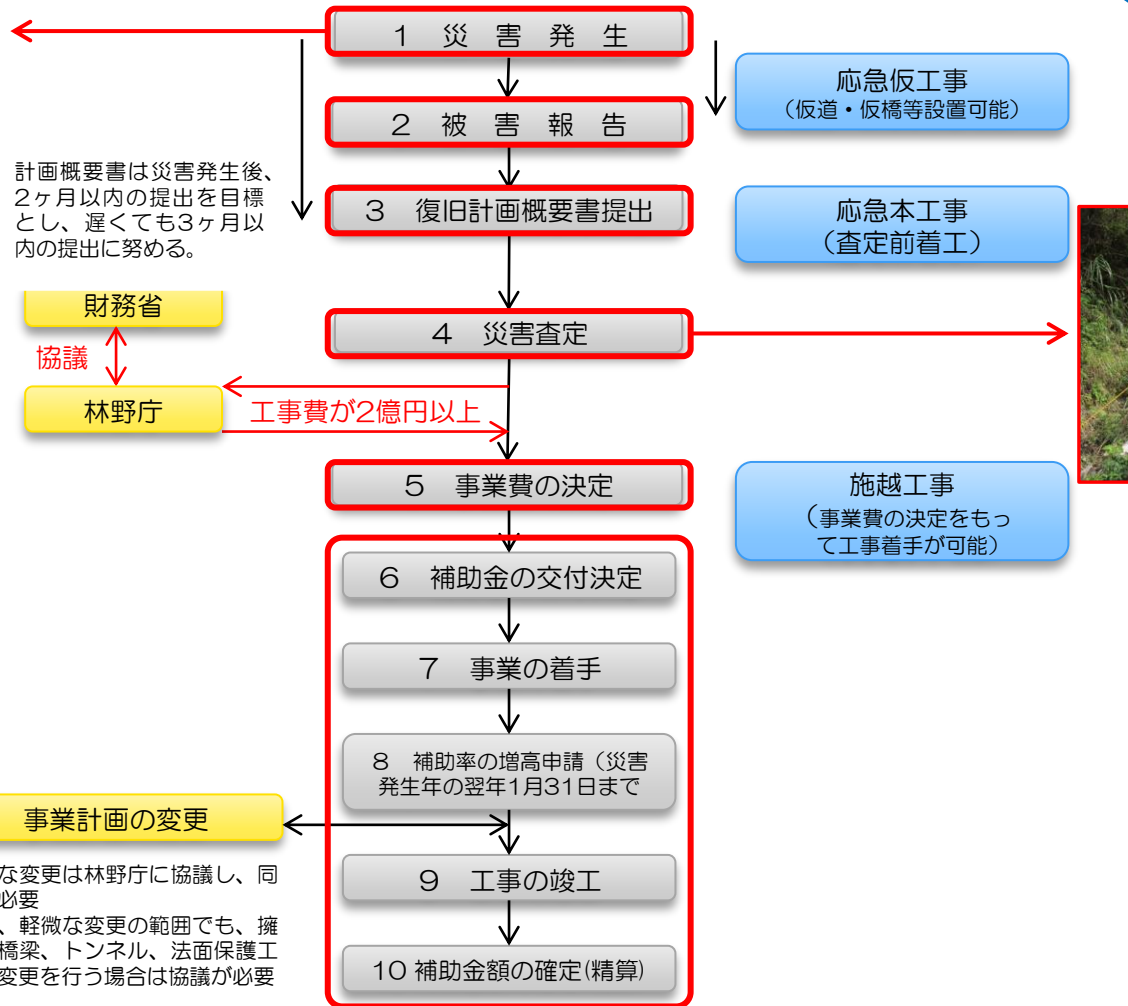 1　災　害　発　生
応急仮工事
（仮道・仮橋等設置可能）
2　被　害　報　告
計画概要書は災害発生後、
2ヶ月以内の提出を目標
とし、遅くても3ヶ月以
内の提出に努める。
3　復旧計画概要書提出
応急本工事
（査定前着工）
財務省
協議
林野庁
4　災害査定
工事費が2億円以上
5　事業費の決定
施越工事
（事業費の決定をもっ
て工事着手が可能）
6　補助金の交付決定
7　事業の着手
8　補助率の増高申請（災害
発生年の翌年1月31日まで
事業計画の変更
な変更は林野庁に協議し、同
必要
、軽微な変更の範囲でも、擁
橋梁、トンネル、法面保護工
変更を行う場合は協議が必要
9　工事の竣工
10 補助金額の確定(精算)